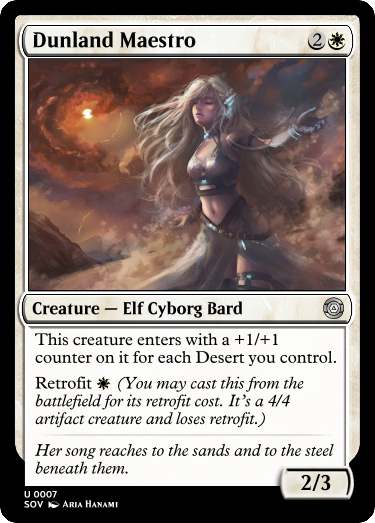 Dunland Maestro 2
Creature — Elf Cyborg Bard
This creature enters with a +1/+1
counter on it for each Desert you control.
Retrofit (You may cast this from the
battlefield for its retrofit cost. It's a 4/4
artifact creature and loses retrofit.)
Her song reaches to the sands and to the steel
beneath them.
2/3
U 0007
SOV Aria Hanami